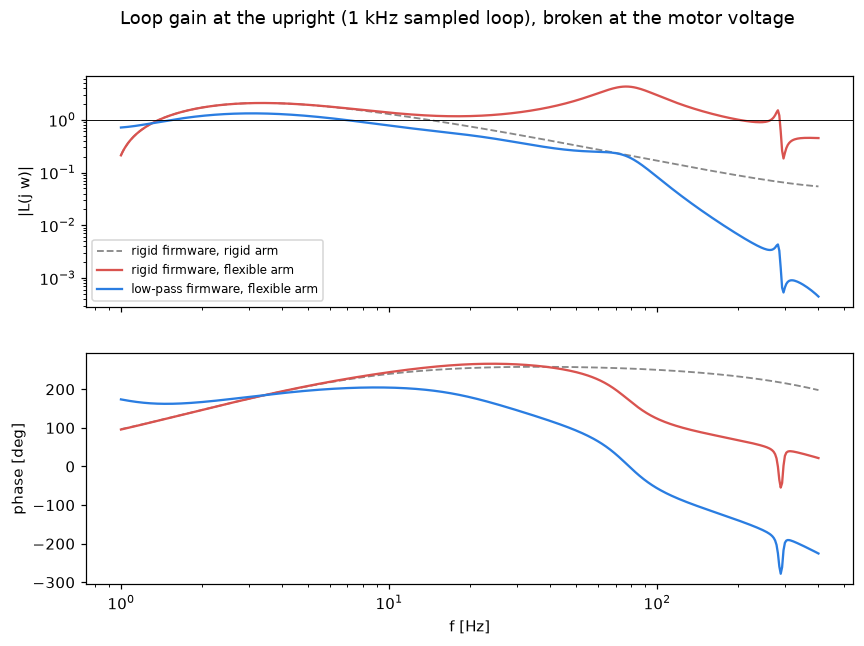 Loop gain at the upright (1 kHz sampled loop), broken at the motor voltage
|L(j w)|
10⁰
10⁻¹
10⁻²
10⁻³
rigid firmware, rigid arm
rigid firmware, flexible arm
low-pass firmware, flexible arm
phase [deg]
200
100
0
−100
−200
−300
10⁰ 10¹ 10²
f [Hz]